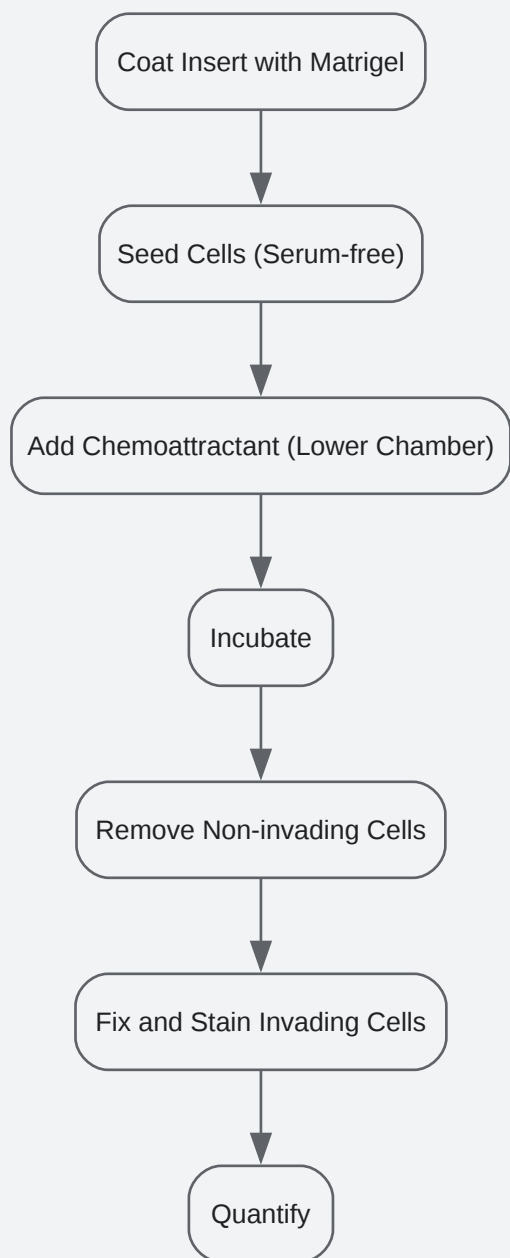 Coat Insert with Matrigel
Seed Cells (Serum-free)
Add Chemoattractant (Lower Chamber)
Incubate
Remove Non-invading Cells
Fix and Stain Invading Cells
Quantify